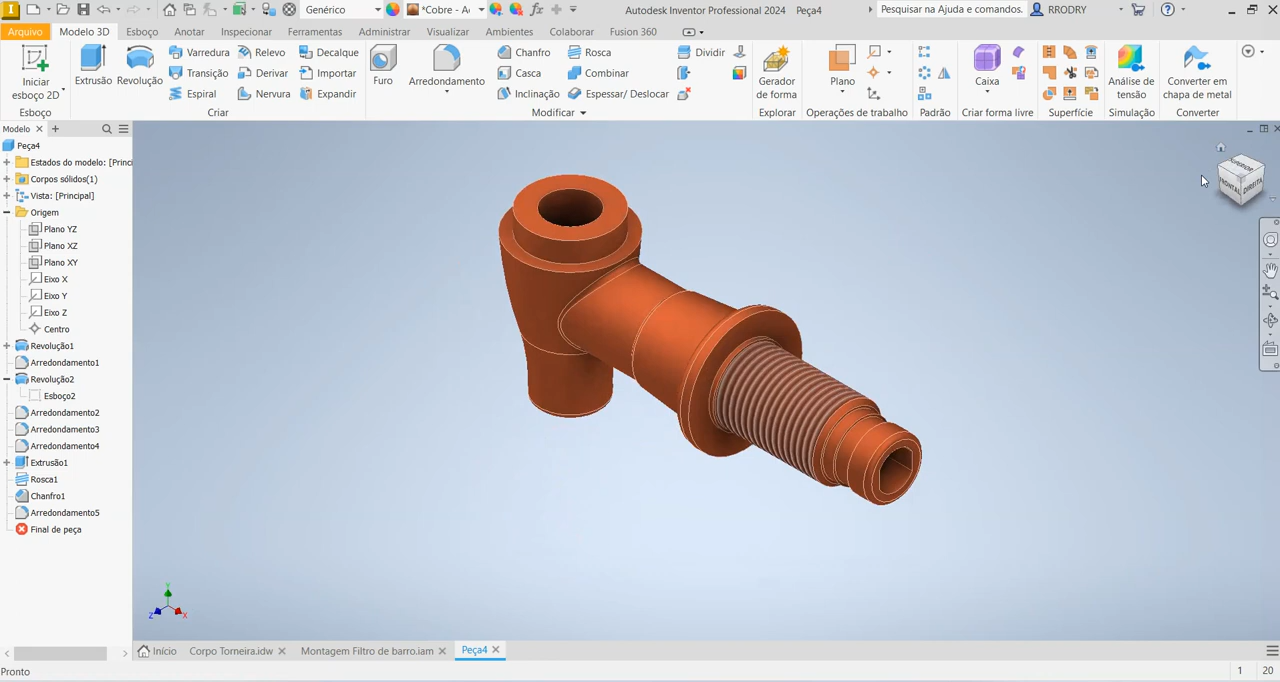 Genérico
*Cobre - Ac
Autodesk Inventor Professional 2024 Peça4
Pesquisar na Ajuda e comandos.
RRODRY
Arquivo Modelo 3D Esboço Anotar Inspecionar Ferramentas Administrar Visualizar Ambientes Colaborar Fusion 360
Iniciar
esboço 2D
Esboço
Extrusão
Revolução
Varredura
Relevo
Decalque
Transição
Derivar
Importar
Espiral
Nervura
Expandir
Criar
Furo
Arredondamento
Chanfro
Rosca
Casca
Combinar
Inclinação
Espessar/ Deslocar
Dividir
Modificar
Gerador
de forma
Explorar
Plano
Operações de trabalho
Padrão
Caixa
Criar forma livre
Superfície
Análise de
tensão
Simulação
Converter em
chapa de metal
Converter
Modelo
Peça4
Estados do modelo: [Princi
Corpos sólidos(1)
Vista: [Principal]
Origem
Plano YZ
Plano XZ
Plano XY
Eixo X
Eixo Y
Eixo Z
Centro
Revolução1
Arredondamento1
Revolução2
Esboço2
Arredondamento2
Arredondamento3
Arredondamento4
Extrusão1
Rosca1
Chanfro1
Arredondamento5
Final de peça
SUPERIOR
FRONTAL
DIREITA
Y
Z
X
Início
Corpo Torneira.idw
Montagem Filtro de barro.iam
Peça4
Pronto
1
20